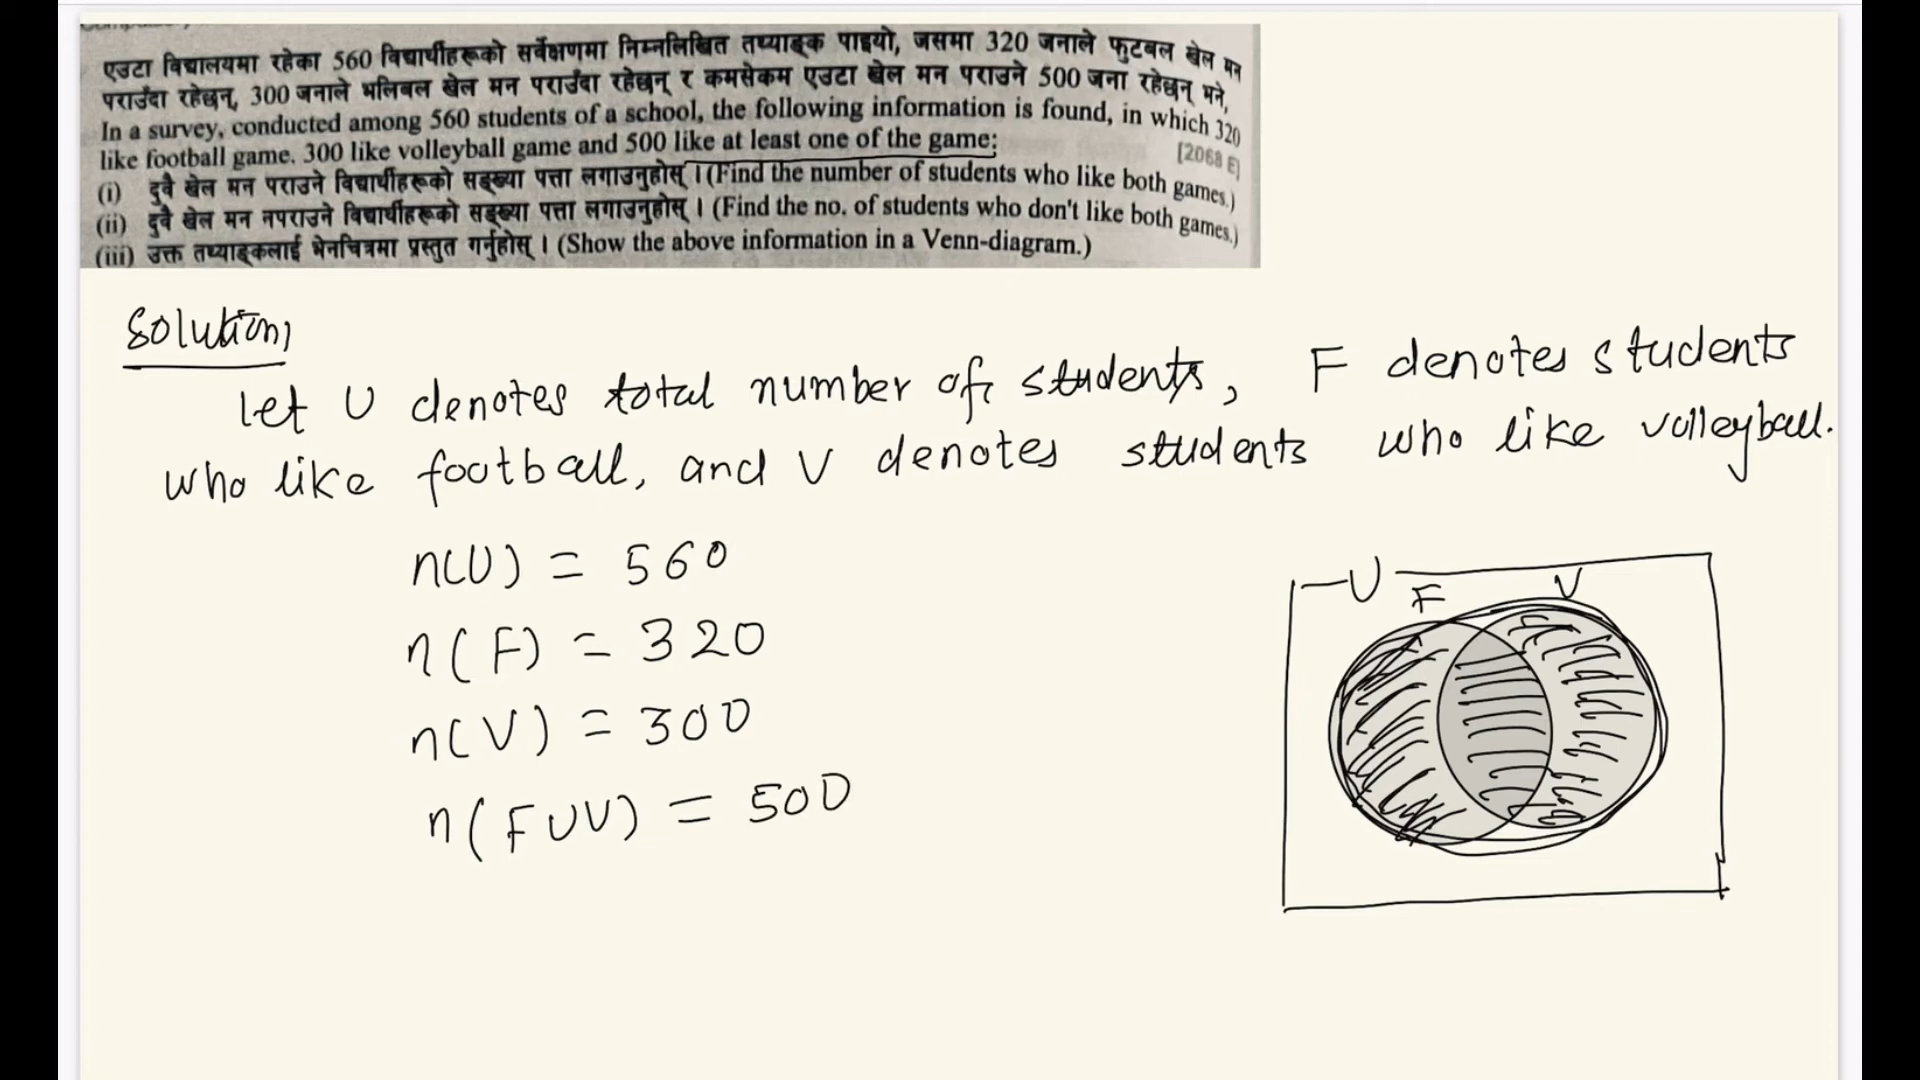 एउटा विद्यालयमा रहेका 560 विद्यार्थीहरूको सर्वेक्षणमा निम्नलिखित तथ्याङ्क पाइयो, जसमा 320 जनाले फुटबल खेल मन
पराउँदा रहेछन्, 300 जनाले भलिबल खेल मन पराउँदा रहेछन् र कमसेकम एउटा खेल मन पराउने 500 जना रहेछन् भने,
In a survey, conducted among 560 students of a school, the following information is found, in which 320
like football game. 300 like volleyball game and 500 like at least one of the game:
[2068 E]
(i) दुवै खेल मन पराउने विद्यार्थीहरूको सङ्ख्या पत्ता लगाउनुहोस् । (Find the number of students who like both games.)
(ii) दुवै खेल मन नपराउने विद्यार्थीहरूको सङ्ख्या पत्ता लगाउनुहोस् । (Find the no. of students who don't like both games.)
(iii) उक्त तथ्याङ्कलाई भेनचित्रमा प्रस्तुत गर्नुहोस् । (Show the above information in a Venn-diagram.)
Solution,
Let U denotes total number of students, F denotes students
who like football, and V denotes students who like volleyball.
n(U) = 560
n(F) = 320
n(V) = 300
n(F∪V) = 500
U
F V